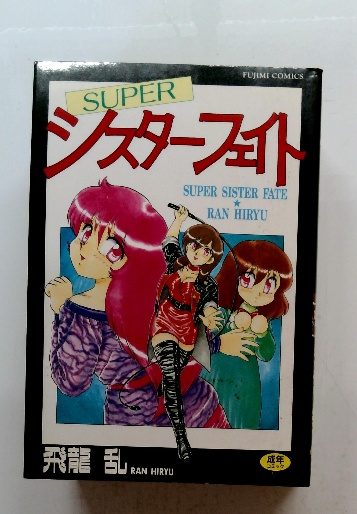 FUJIMI COMICS
SUPER
シスターフェイト
SUPER SISTER FATE
★
RAN HIRYU
飛龍 乱 RAN HIRYU
成年
コミック